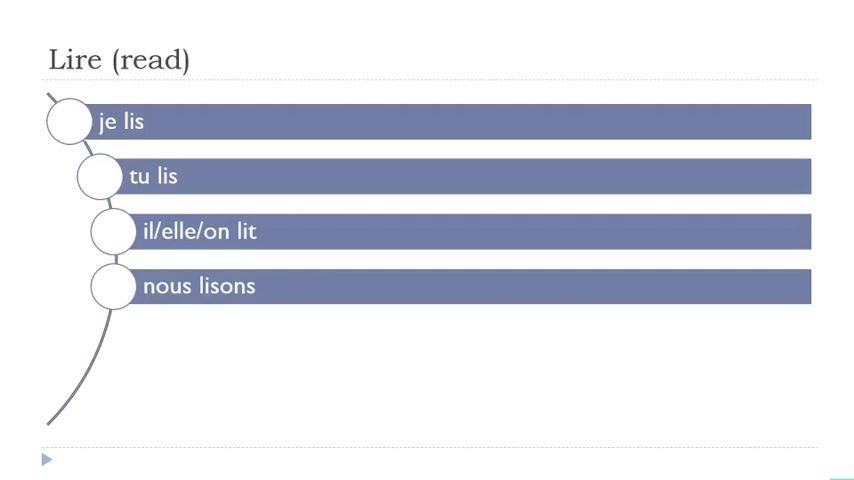 Lire (read)
je lis
tu lis
il/elle/on lit
nous lisons